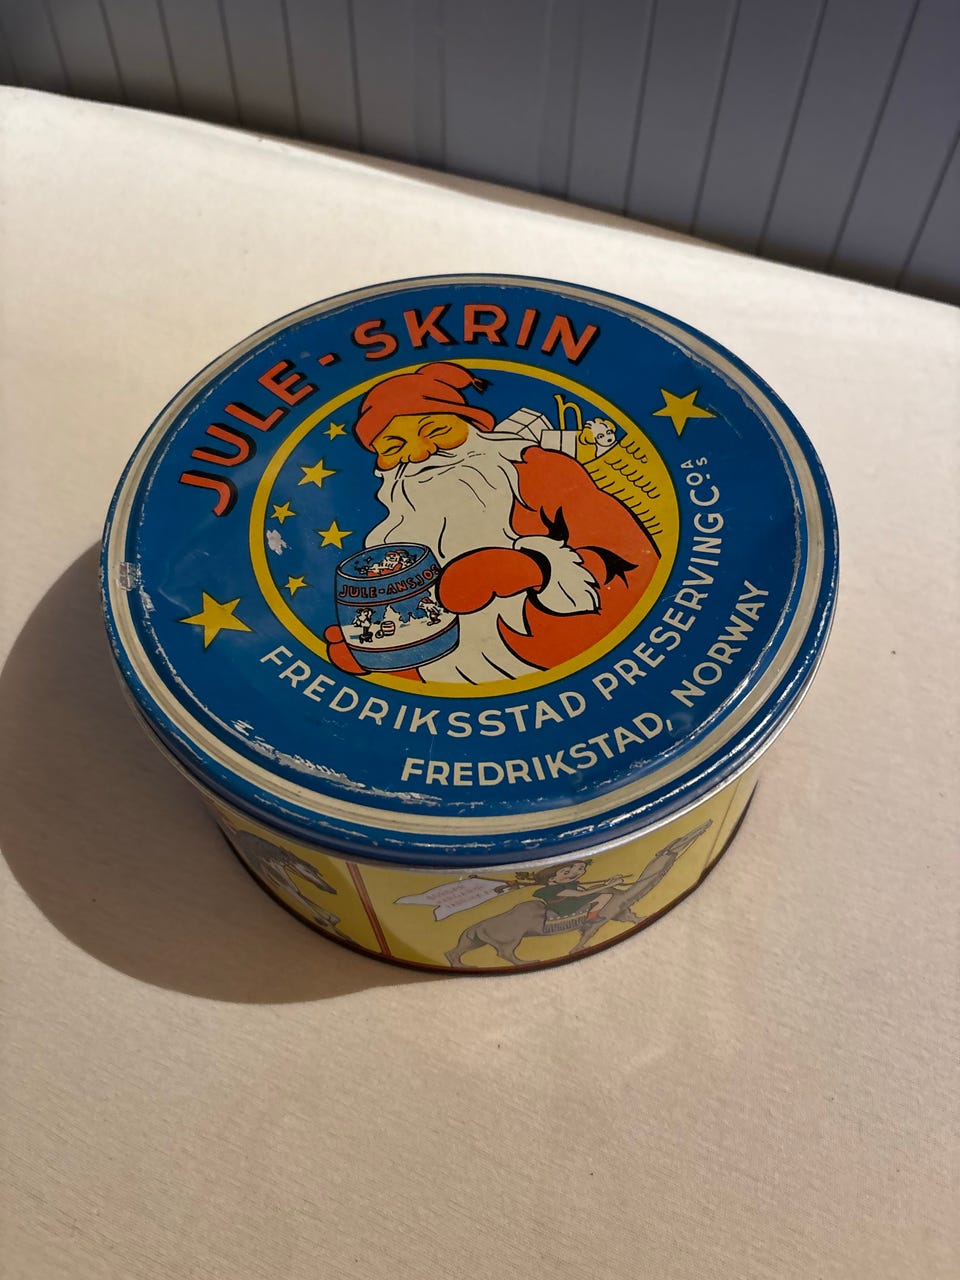 JULE-SKRIN
JULE-ANSJOS
FREDRIKSSTAD PRESERVING Co.s
FREDRIKSTAD, NORWAY